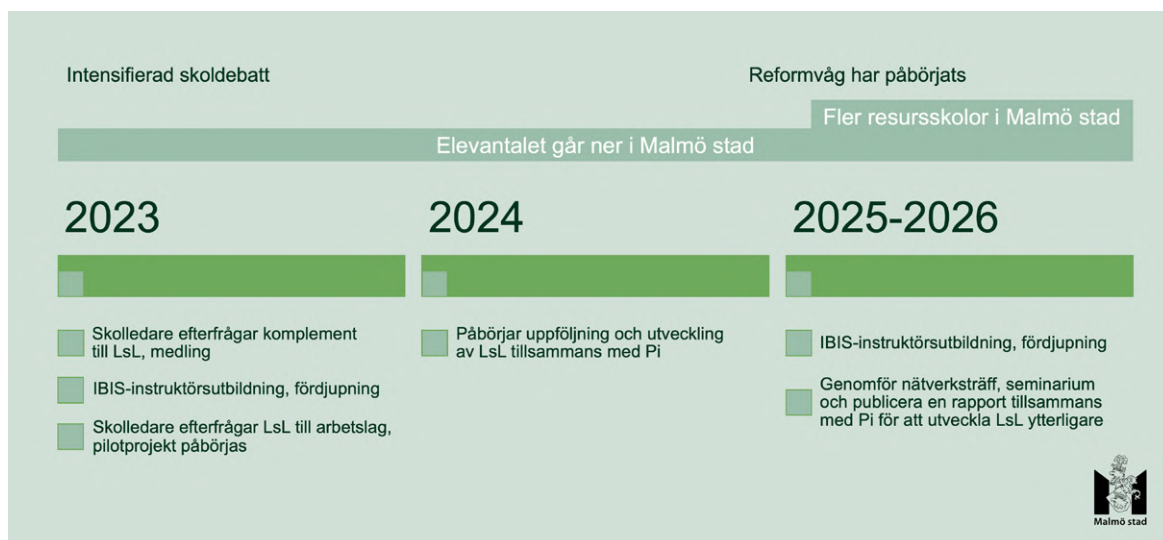 Intensifierad skoldebatt
Reformvåg har påbörjats
Fler resursskolor i Malmö stad
Elevantalet går ner i Malmö stad
2023
2024
2025-2026
Skolledare efterfrågar komplement
till LsL, medling
IBIS-instruktörsutbildning, fördjupning
Skolledare efterfrågar LsL till arbetslag,
pilotprojekt påbörjas
Påbörjar uppföljning och utveckling
av LsL tillsammans med Pi
IBIS-instruktörsutbildning, fördjupning
Genomför nätverksträff, seminarium
och publicera en rapport tillsammans
med Pi för att utveckla LsL ytterligare
Malmö stad